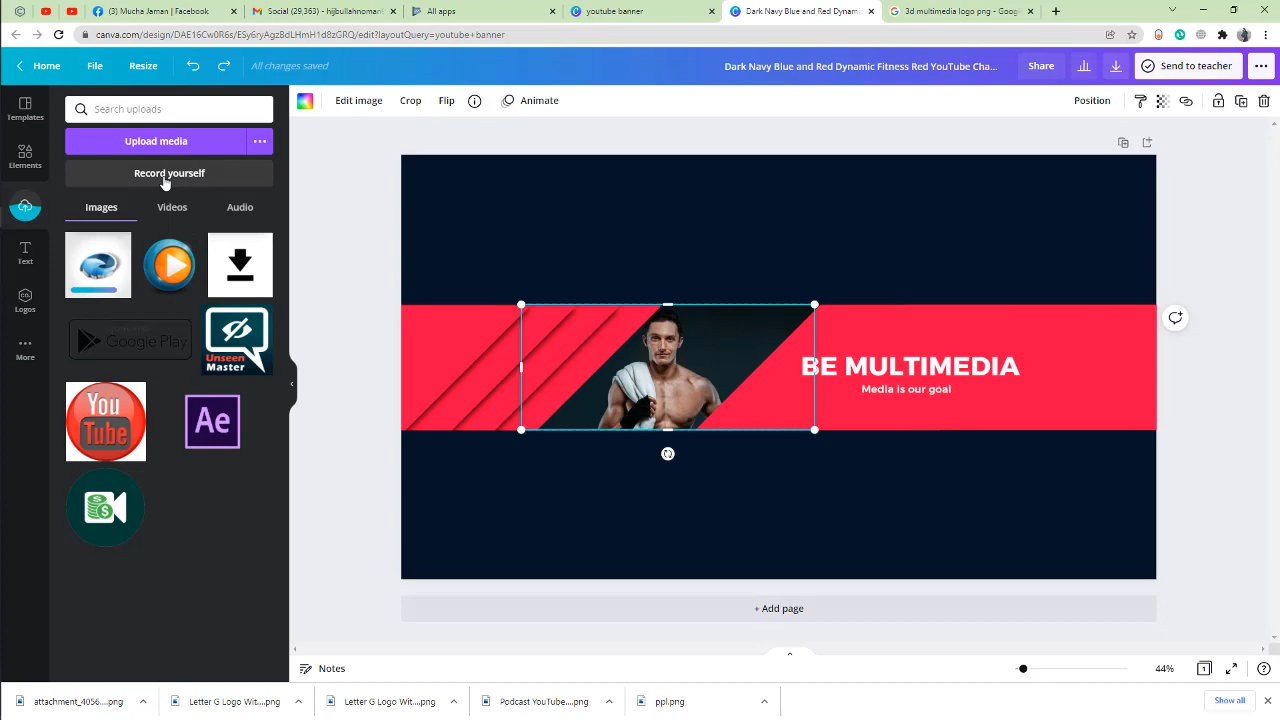 (3) Mucha Jaman | Facebook
Social (29,363) - hijbullahnoman
All apps
youtube banner
Dark Navy Blue and Red Dynamic
3d multimedia logo png - Goog
canva.com/design/DAE16Cw0R6s/ESy6ryAgzBdLHmH1d8zGRQ/edit?layoutQuery=youtube+banner
Home
File
Resize
All changes saved
Dark Navy Blue and Red Dynamic Fitness Red YouTube Cha...
Share
Send to teacher
Search uploads
Edit image
Crop
Flip
Animate
Position
Templates
Upload media
Elements
Record yourself
Images
Videos
Audio
Text
Logos
More
Google Play
Unseen
Master
You
Tube
Ae
BE MULTIMEDIA
Media is our goal
+ Add page
Notes
44%
1
attachment_4056....png
Letter G Logo Wit....png
Letter G Logo Wit....png
Podcast YouTube....png
ppl.png
Show all